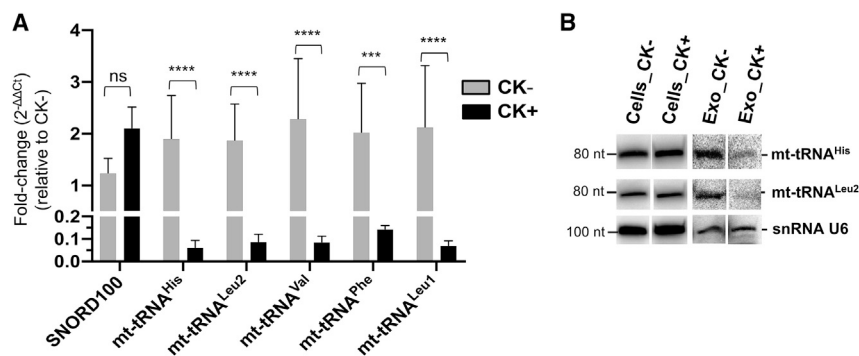 A
Fold-change (2-ΔΔCt)
(relative to CK-)
4
3
2
1
0.2
0.1
0.0
ns
****
****
****
***
****
CK-
CK+
SNORD100
mt-tRNAHis
mt-tRNALeu2
mt-tRNAVal
mt-tRNAPhe
mt-tRNALeu1
B
Cells_CK-
Cells_CK+
Exo_CK-
Exo_CK+
80 nt
mt-tRNAHis
80 nt
mt-tRNALeu2
100 nt
snRNA U6